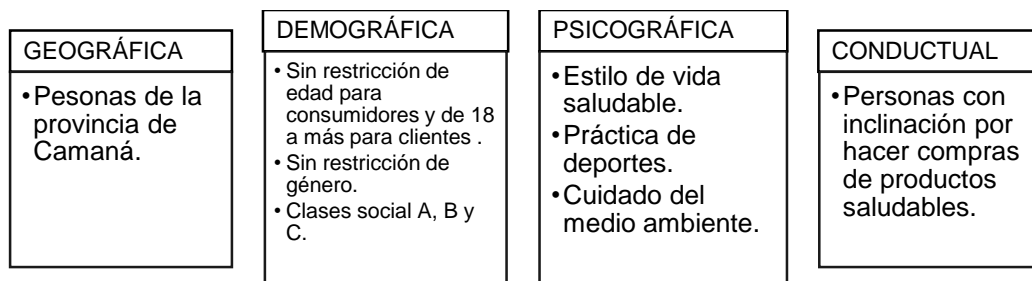 GEOGRÁFICA
•Pesonas de la
provincia de
Camaná.
DEMOGRÁFICA
• Sin restricción de
edad para
consumidores y de 18
a más para clientes .
• Sin restricción de
género.
• Clases social A, B y
C.
PSICOGRÁFICA
•Estilo de vida
saludable.
•Práctica de
deportes.
•Cuidado del
medio ambiente.
CONDUCTUAL
•Personas con
inclinación por
hacer compras
de productos
saludables.